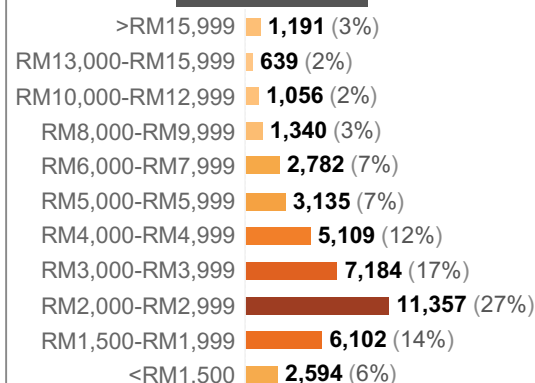 >RM15,999 1,191 (3%)
RM13,000-RM15,999 639 (2%)
RM10,000-RM12,999 1,056 (2%)
RM8,000-RM9,999 1,340 (3%)
RM6,000-RM7,999 2,782 (7%)
RM5,000-RM5,999 3,135 (7%)
RM4,000-RM4,999 5,109 (12%)
RM3,000-RM3,999 7,184 (17%)
RM2,000-RM2,999 11,357 (27%)
RM1,500-RM1,999 6,102 (14%)
<RM1,500 2,594 (6%)